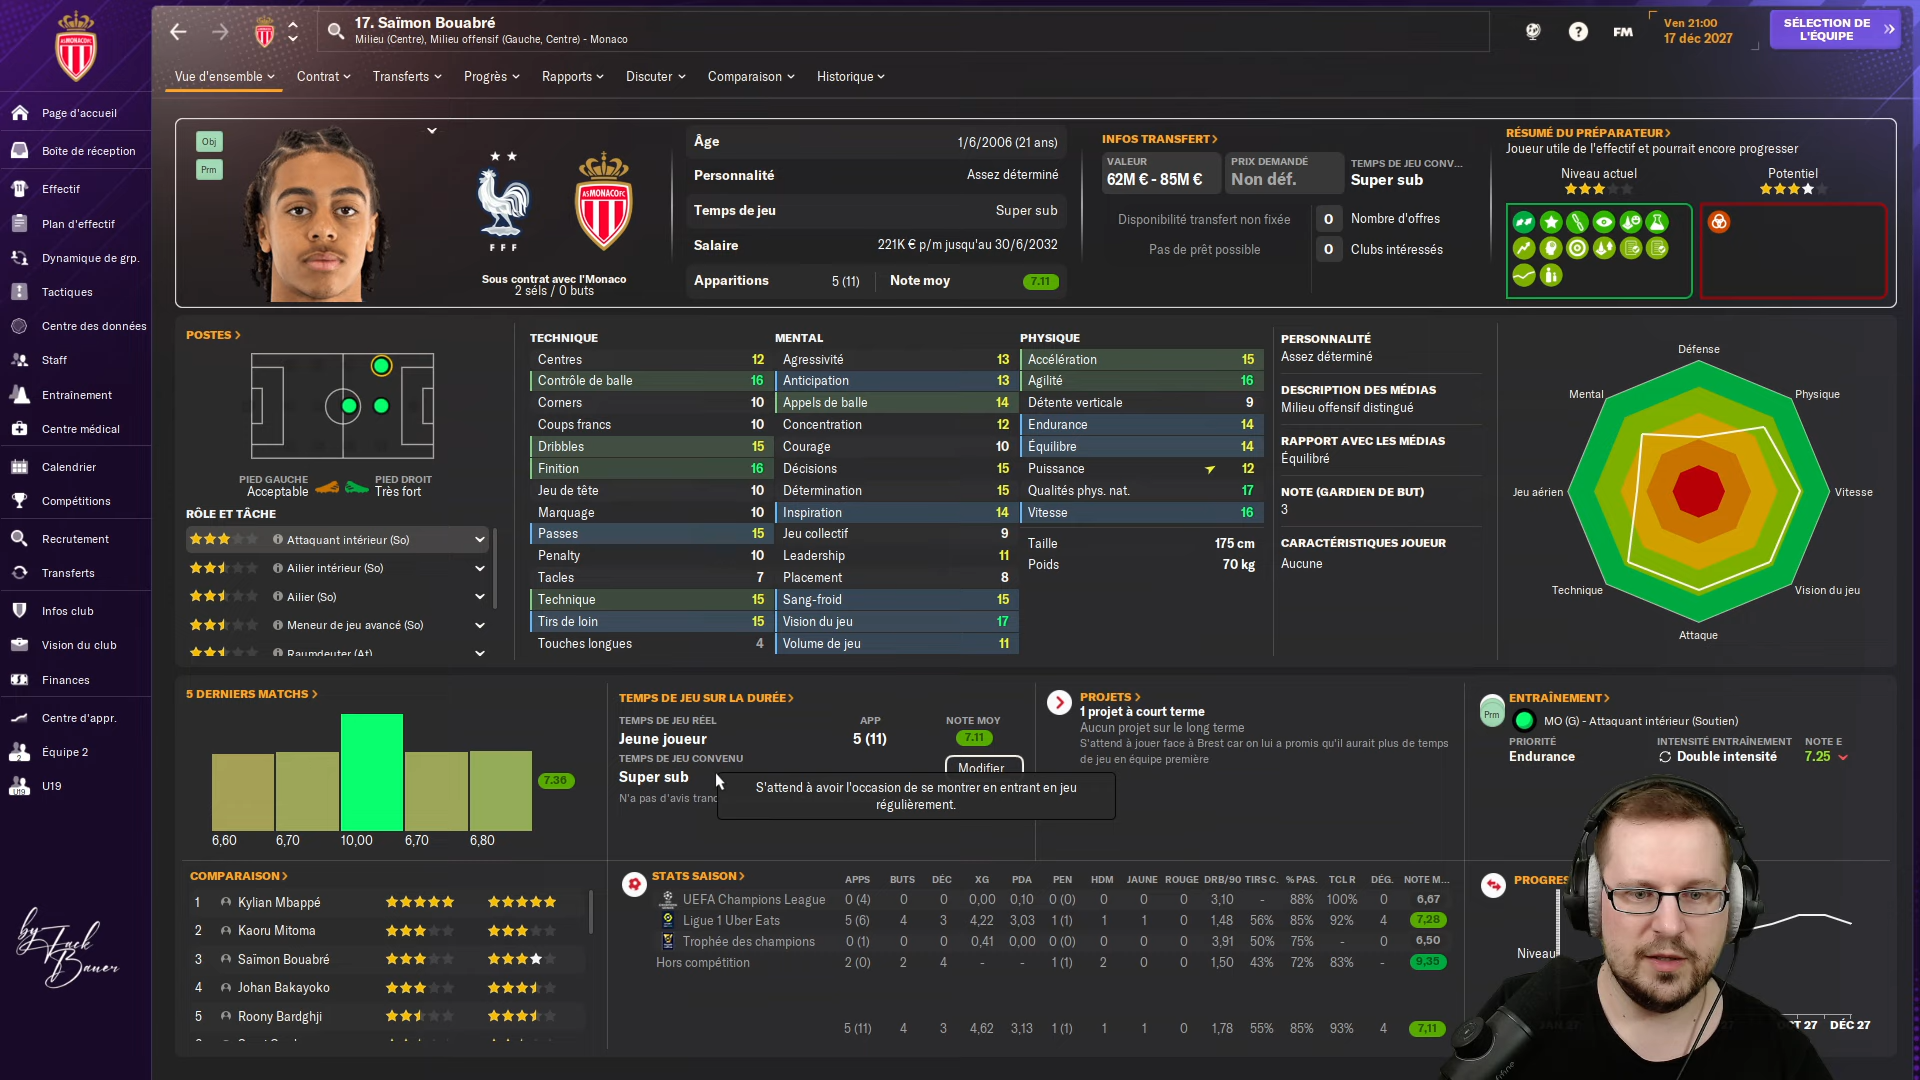 17. Saïmon Bouabré
Milieu (Centre), Milieu offensif (Gauche, Centre) - Monaco
FM
Ven 21:00
17 déc 2027
SÉLECTION DE
L'ÉQUIPE
Vue d'ensemble
Contrat
Transferts
Progrès
Rapports
Discuter
Comparaison
Historique
Page d'accueil
Boîte de réception
Effectif
Plan d'effectif
Dynamique de grp.
Tactiques
Centre des données
Staff
Entraînement
Centre médical
Calendrier
Compétitions
Recrutement
Transferts
Infos club
Vision du club
Finances
Centre d'appr.
Équipe 2
U19
by Jack
Bauer
Obj
Prm
FFF
AS MONACO FC
Sous contrat avec l'Monaco
2 séls / 0 buts
Âge 1/6/2006 (21 ans)
Personnalité Assez déterminé
Temps de jeu Super sub
Salaire 221K € p/m jusqu'au 30/6/2032
Apparitions 5 (11) Note moy 7.11
INFOS TRANSFERT
VALEUR
62M € - 85M €
PRIX DEMANDÉ
Non déf.
TEMPS DE JEU CONV...
Super sub
Disponibilité transfert non fixée
Pas de prêt possible
0 Nombre d'offres
0 Clubs intéressés
RÉSUMÉ DU PRÉPARATEUR
Joueur utile de l'effectif et pourrait encore progresser
Niveau actuel
Potentiel
POSTES
PIED GAUCHE
Acceptable
PIED DROIT
Très fort
RÔLE ET TÂCHE
Attaquant intérieur (So)
Ailier intérieur (So)
Ailier (So)
Meneur de jeu avancé (So)
Raumdeuter (At)
TECHNIQUE
Centres 12
Contrôle de balle 16
Corners 10
Coups francs 10
Dribbles 15
Finition 16
Jeu de tête 10
Marquage 10
Passes 15
Penalty 10
Tacles 7
Technique 15
Tirs de loin 15
Touches longues 4
MENTAL
Agressivité 13
Anticipation 13
Appels de balle 14
Concentration 12
Courage 10
Décisions 15
Détermination 15
Inspiration 14
Jeu collectif 9
Leadership 11
Placement 8
Sang-froid 15
Vision du jeu 17
Volume de jeu 11
PHYSIQUE
Accélération 15
Agilité 16
Détente verticale 9
Endurance 14
Équilibre 14
Puissance 12
Qualités phys. nat. 17
Vitesse 16
Taille 175 cm
Poids 70 kg
PERSONNALITÉ
Assez déterminé
DESCRIPTION DES MÉDIAS
Milieu offensif distingué
RAPPORT AVEC LES MÉDIAS
Équilibré
NOTE (GARDIEN DE BUT)
3
CARACTÉRISTIQUES JOUEUR
Aucune
Défense
Physique
Vitesse
Vision du jeu
Attaque
Technique
Jeu aérien
Mental
5 DERNIERS MATCHS
7.36
6,60 6,70 10,00 6,70 6,80
TEMPS DE JEU SUR LA DURÉE
TEMPS DE JEU RÉEL APP NOTE MOY
Jeune joueur 5 (11) 7.11
TEMPS DE JEU CONVENU
Super sub
Modifier
N'a pas d'avis tranc
S'attend à avoir l'occasion de se montrer en entrant en jeu
régulièrement.
PROJETS
1 projet à court terme
Aucun projet sur le long terme
S'attend à jouer face à Brest car on lui a promis qu'il aurait plus de temps
de jeu en équipe première
ENTRAÎNEMENT
Prm
MO (G) - Attaquant intérieur (Soutien)
PRIORITÉ INTENSITÉ ENTRAÎNEMENT NOTE E
Endurance Double intensité 7.25
COMPARAISON
1 Kylian Mbappé
2 Kaoru Mitoma
3 Saïmon Bouabré
4 Johan Bakayoko
5 Roony Bardghji
STATS SAISON APPS BUTS DÉC XG PDA PEN HDM JAUNE ROUGE DRB/90 TIRS C. % PAS. TCL R DÉG. NOTE M...
UEFA Champions League 0 (4) 0 0 0,00 0,10 0 (0) 0 0 0 3,10 - 88% 100% 0 6,67
Ligue 1 Uber Eats 5 (6) 4 3 4,22 3,03 1 (1) 1 1 0 1,48 56% 85% 92% 4 7,28
Trophée des champions 0 (1) 0 0 0,41 0,00 0 (0) 0 0 0 3,91 50% 75% - 0 6,50
Hors compétition 2 (0) 2 4 - - 1 (1) 2 0 0 1,50 43% 72% 83% - 9,35
5 (11) 4 3 4,62 3,13 1 (1) 1 1 0 1,78 55% 85% 93% 4 7,11
PROGRES
Niveau
JAN 27
OCT 27 DÉC 27